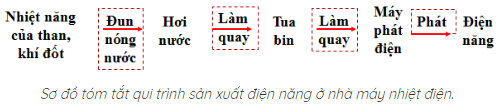 Nhiệt năng
của than,
khí đốt
Đun
nóng
nước
Hơi
nước
Làm
quay
Tua
bin
Làm
quay
Máy
phát
điện
Phát
Điện
năng
Sơ đồ tóm tắt qui trình sản xuất điện năng ở nhà máy nhiệt điện.